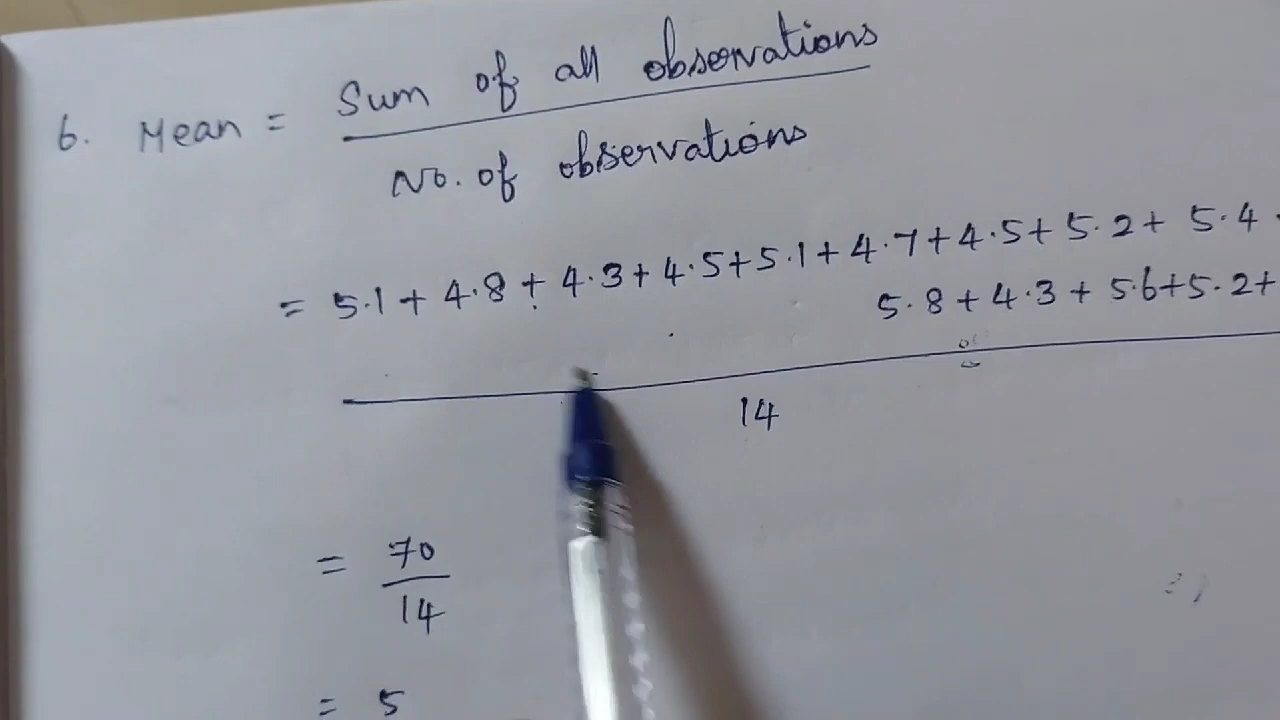 6. Mean = Sum of all observations
No. of observations
= 5.1 + 4.8 + 4.3 + 4.5 + 5.1 + 4.7 + 4.5 + 5.2 + 5.4
5.8 + 4.3 + 5.6 + 5.2 +
14
= 70
14
= 5